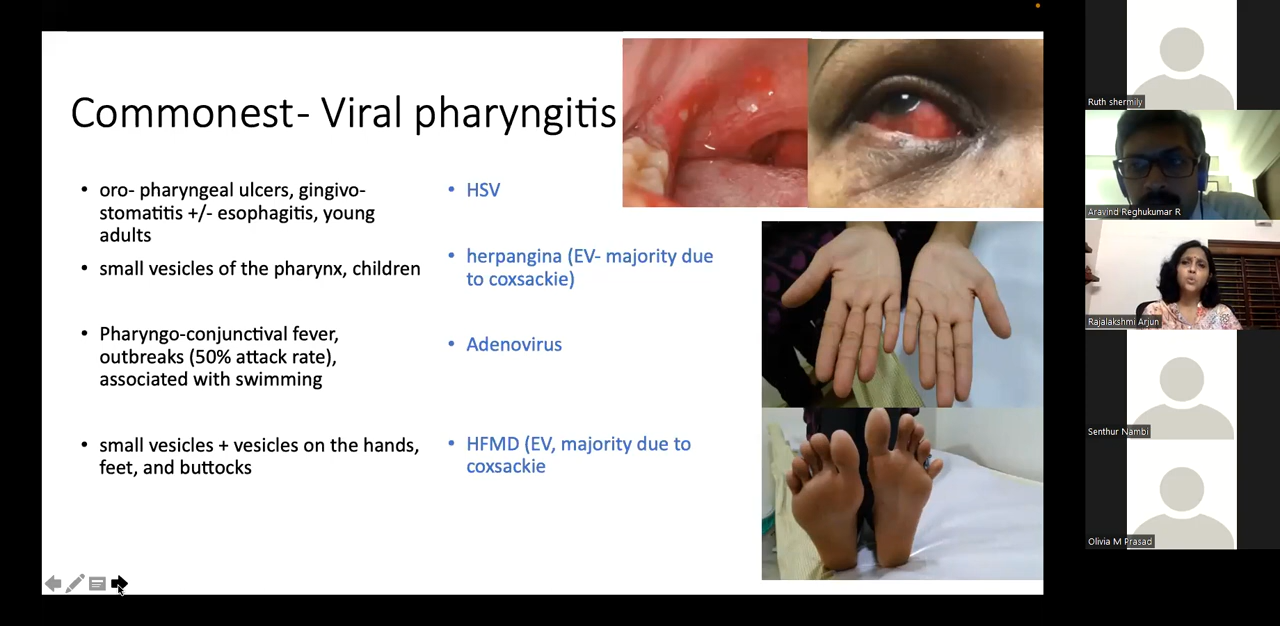 Commonest- Viral pharyngitis
• oro- pharyngeal ulcers, gingivo-
stomatitis +/- esophagitis, young
adults
• small vesicles of the pharynx, children
• Pharyngo-conjunctival fever,
outbreaks (50% attack rate),
associated with swimming
• small vesicles + vesicles on the hands,
feet, and buttocks
• HSV
• herpangina (EV- majority due
to coxsackie)
• Adenovirus
• HFMD (EV, majority due to
coxsackie
Ruth shermily
Aravind Reghukumar R
Rajalakshmi Arjun
Senthur Nambi
Olivia M Prasad